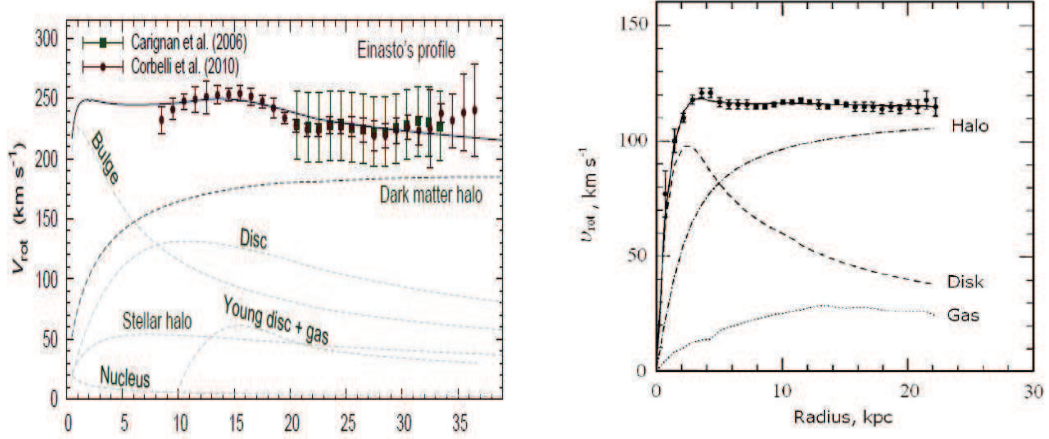 300
250
200
150
100
50
0
V_rot (km s⁻¹)
Carignan et al. (2006)
Corbelli et al. (2010)
Einasto's profile
Bulge
Dark matter halo
Disc
Young disc + gas
Stellar halo
Nucleus
0 5 10 15 20 25 30 35
150
100
50
0
υ_rot, km s⁻¹
Halo
Disk
Gas
0 10 20 30
Radius, kpc